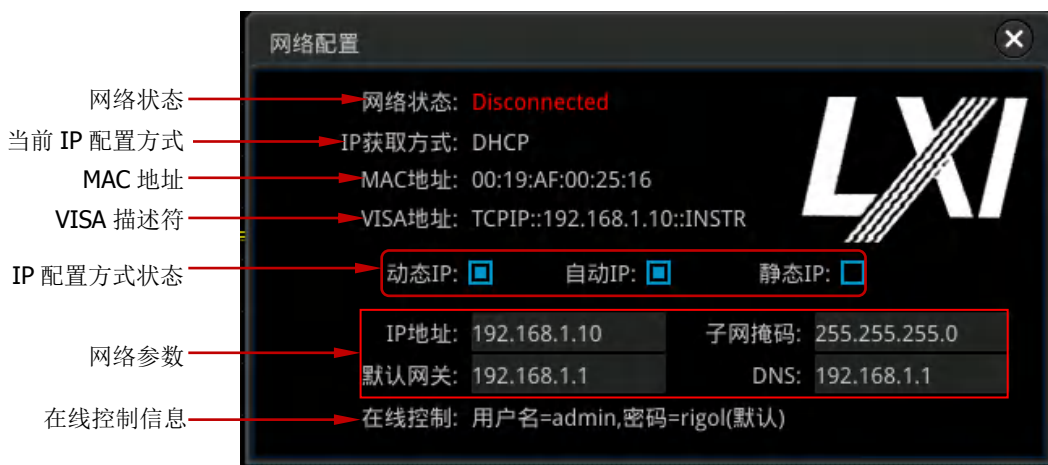 网络配置
网络状态 网络状态: Disconnected
当前 IP 配置方式 IP获取方式: DHCP
MAC 地址 MAC地址: 00:19:AF:00:25:16
VISA 描述符 VISA地址: TCPIP::192.168.1.10::INSTR
LXI
IP 配置方式状态 动态IP: 自动IP: 静态IP:
IP地址: 192.168.1.10 子网掩码: 255.255.255.0
网络参数
默认网关: 192.168.1.1 DNS: 192.168.1.1
在线控制信息 在线控制: 用户名=admin,密码=rigol(默认)